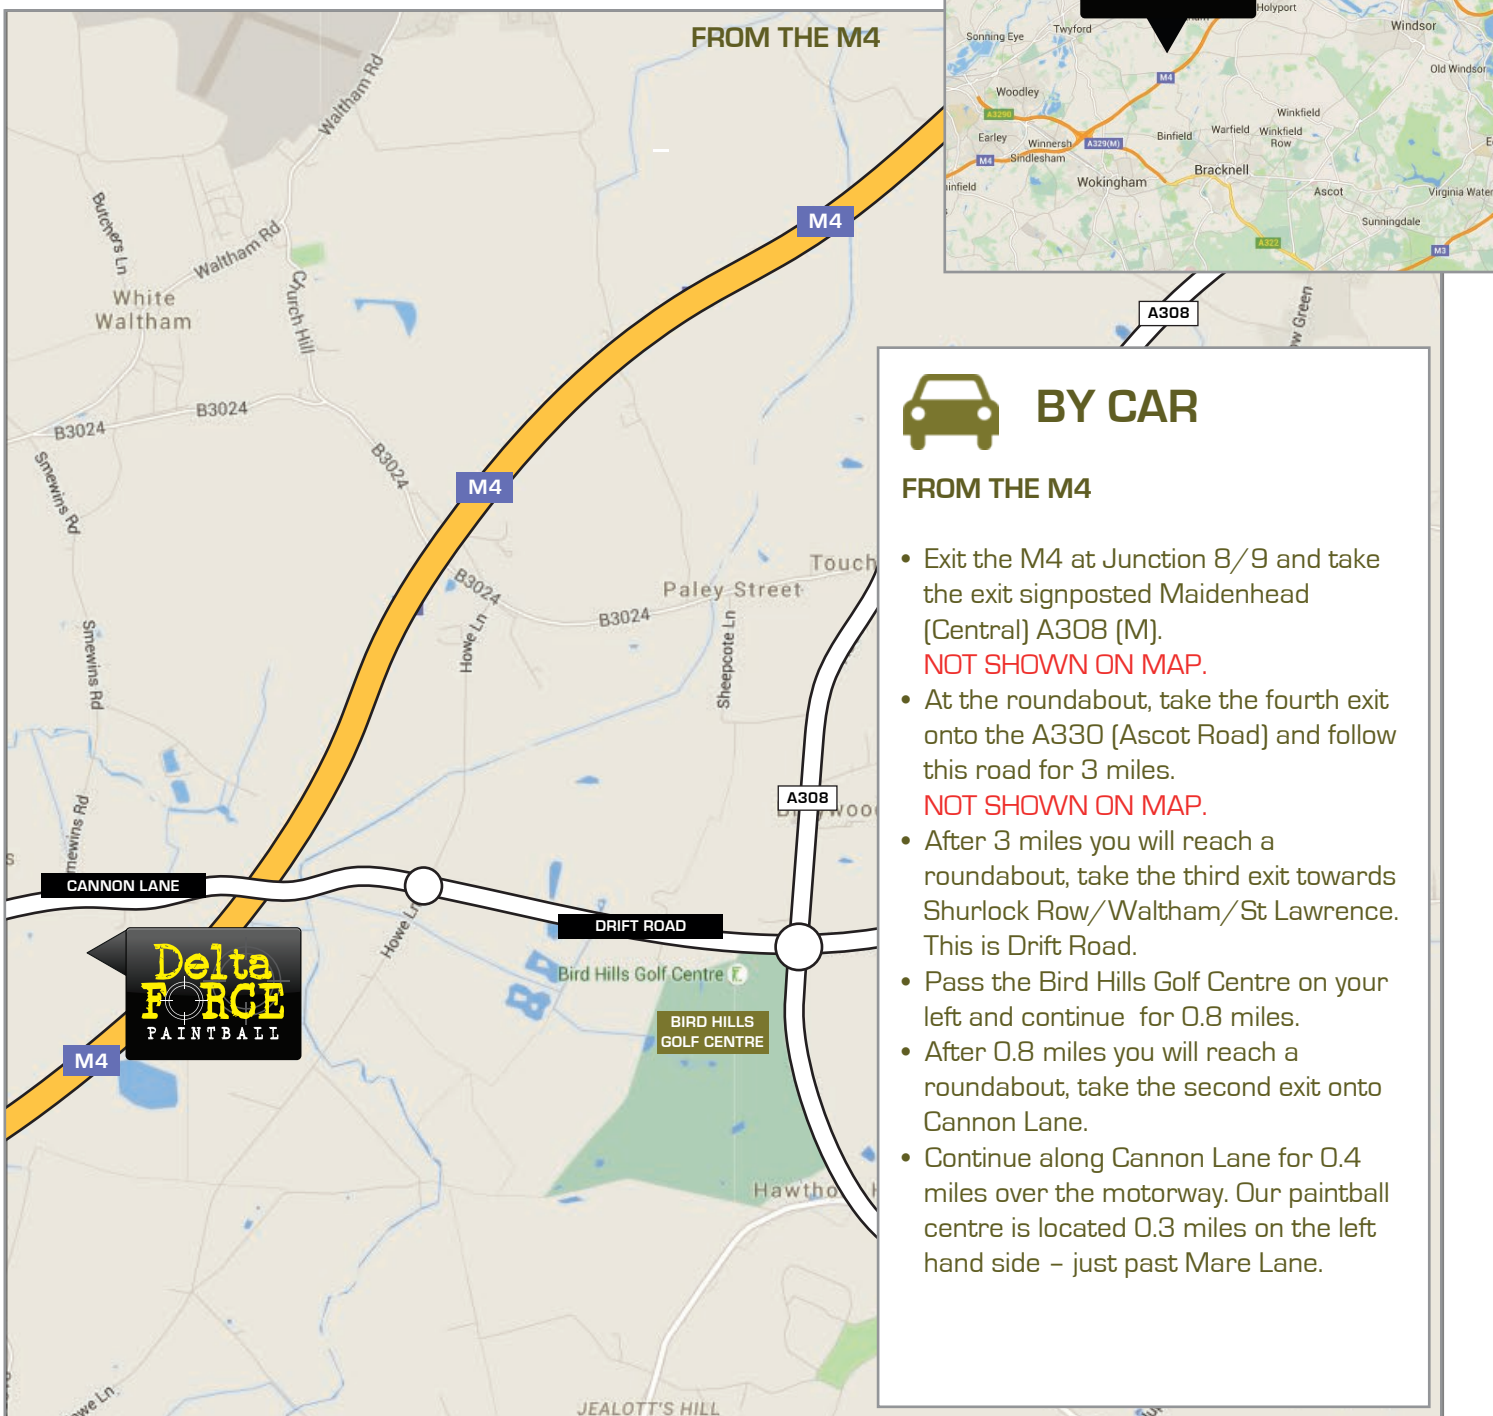 FROM THE M4
Holyport
Windsor
Twyford
Sonning Eye
Old Windsor
M4
Woodley
A3290
Winkfield
Earley
Winnersh
A329(M)
Binfield
Warfield
Winkfield
Row
M4
Sindlesham
Wokingham
Bracknell
Ascot
Virginia Water
Sunningdale
A322
M3
Waltham Rd
Butchers Ln
Waltham Rd
M4
White
Waltham
Church Hill
A308
B3024
B3024
B3024
Smewins Rd
M4
B3024
Paley Street
Touch
B3024
Howe Ln
Sheepcote Ln
Smewins Rd
A308
CANNON LANE
DRIFT ROAD
Howe Ln
Delta
FORCE
PAINTBALL
Bird Hills Golf Centre
BIRD HILLS
GOLF CENTRE
M4
JEALOTT'S HILL
BY CAR
FROM THE M4
• Exit the M4 at Junction 8/9 and take
the exit signposted Maidenhead
(Central) A308 (M).
NOT SHOWN ON MAP.
• At the roundabout, take the fourth exit
onto the A330 (Ascot Road) and follow
this road for 3 miles.
NOT SHOWN ON MAP.
• After 3 miles you will reach a
roundabout, take the third exit towards
Shurlock Row/Waltham/St Lawrence.
This is Drift Road.
• Pass the Bird Hills Golf Centre on your
left and continue for 0.8 miles.
• After 0.8 miles you will reach a
roundabout, take the second exit onto
Cannon Lane.
• Continue along Cannon Lane for 0.4
miles over the motorway. Our paintball
centre is located 0.3 miles on the left
hand side – just past Mare Lane.